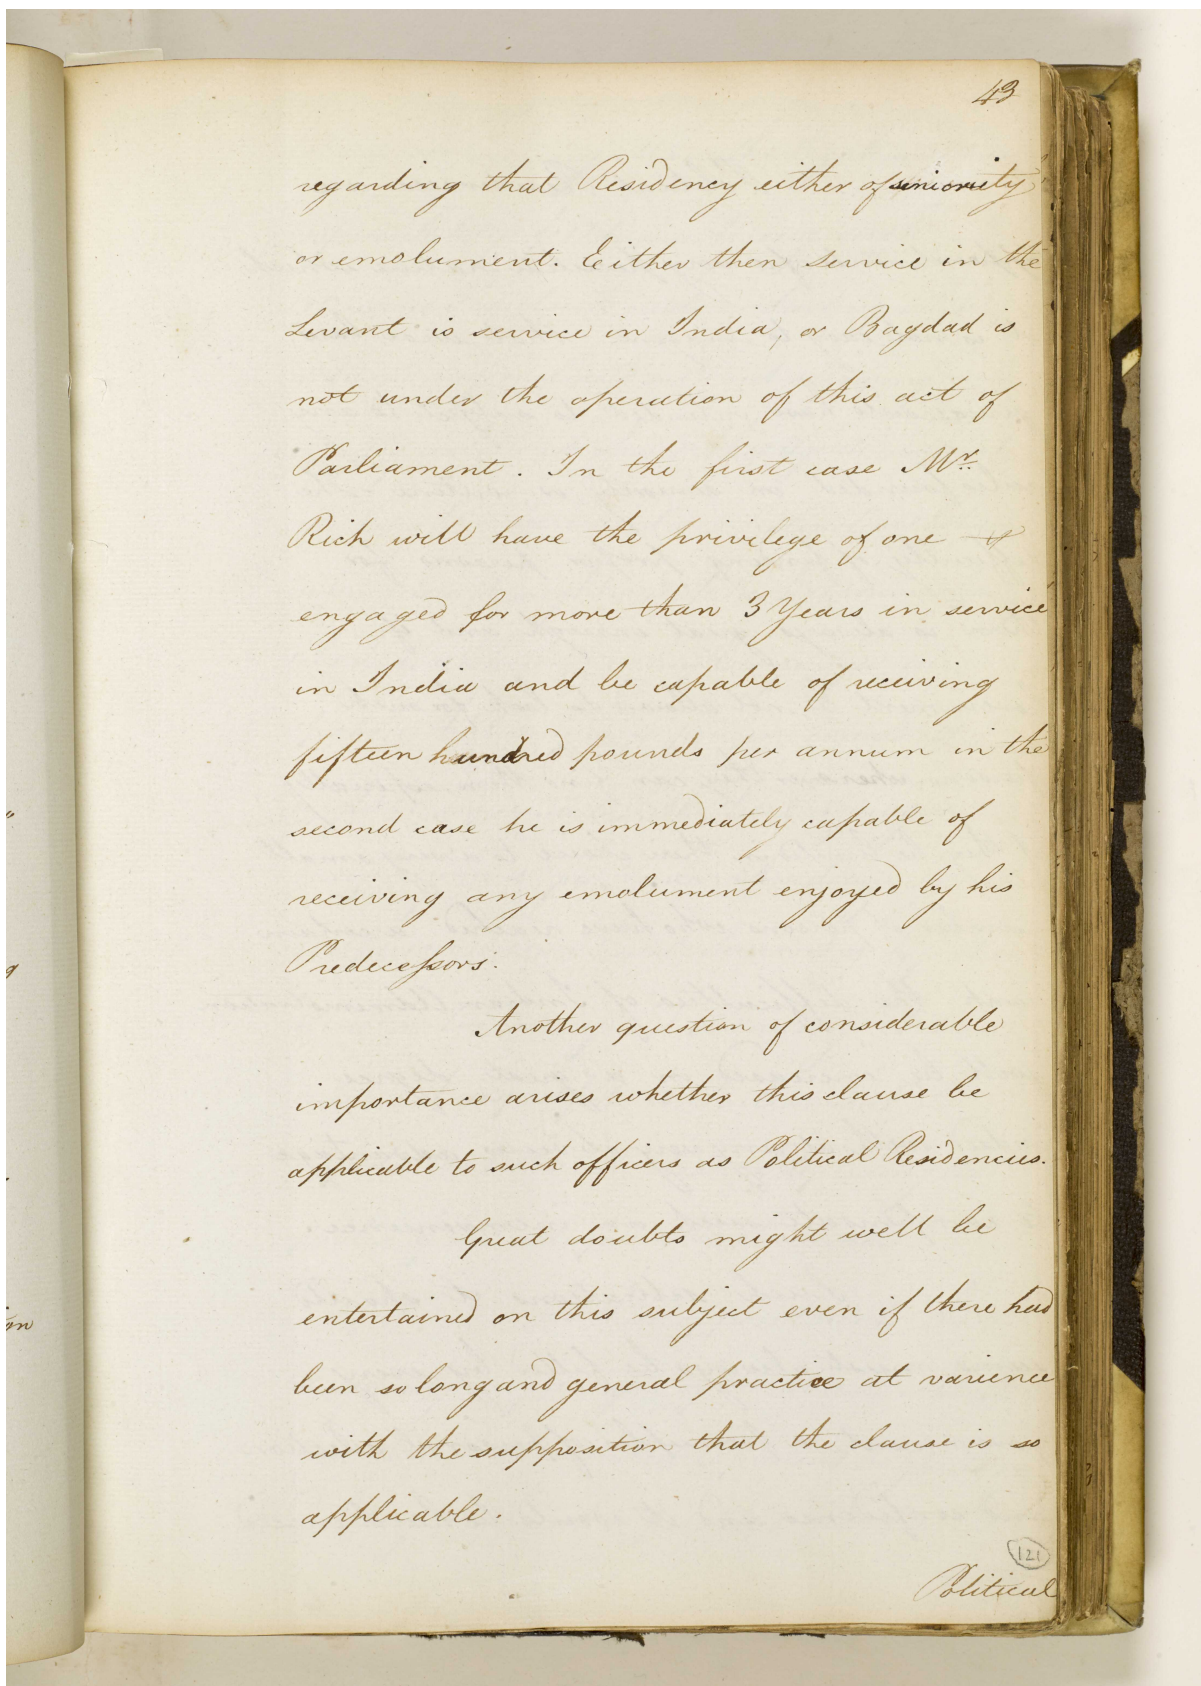 43
regarding that Residency either of seniority
or emolument. Either then service in the
Levant is service in India, or Bagdad is
not under the operation of this act of
Parliament. In the first case Mr.
Rich will have the privilege of one
engaged for more than 3 Years in service
in India and be capable of receiving
fifteen hundred pounds per annum in the
second case he is immediately capable of
receiving any emolument enjoyed by his
Predecessors.
Another question of considerable
importance arises whether this clause be
applicable to such officers as Political Residencies.
Great doubts might well be
entertained on this subject even if there had
been so long and general practice at varience
with the supposition that the clause is so
applicable.
121
Political